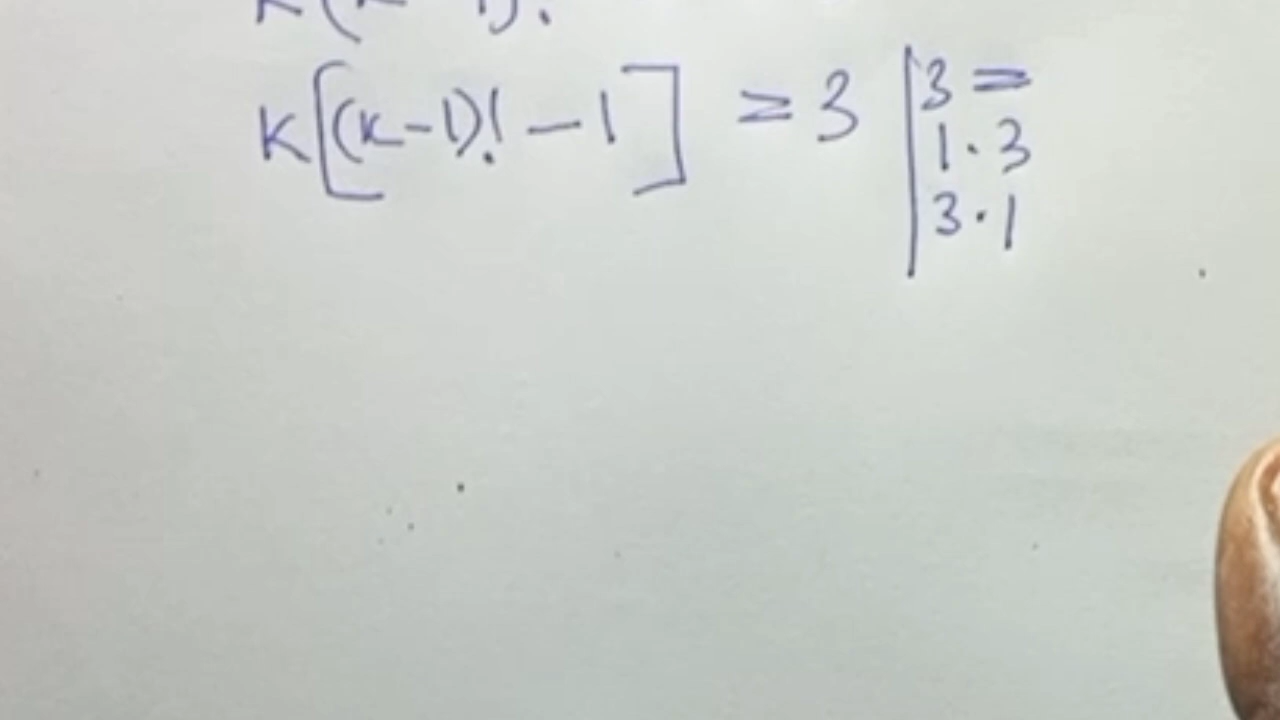 K[(K-1)! - 1] = 3
3 =
1 · 3
3 · 1